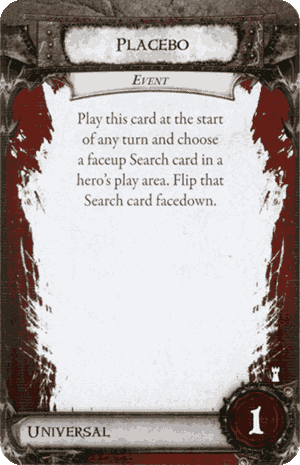 Placebo
Event
Play this card at the start
of any turn and choose
a faceup Search card in a
hero's play area. Flip that
Search card facedown.
1
Universal